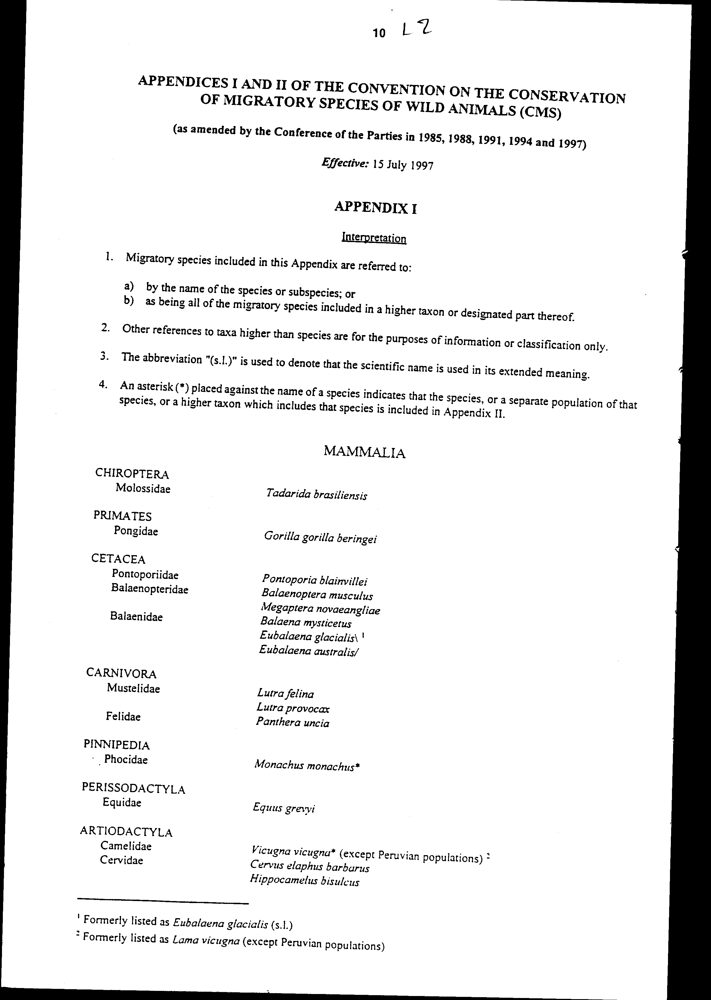 10 L2
APPENDICES I AND II OF THE CONVENTION ON THE CONSERVATION
OF MIGRATORY SPECIES OF WILD ANIMALS (CMS)
(as amended by the Conference of the Parties in 1985, 1988, 1991, 1994 and 1997)
Effective: 15 July 1997
APPENDIX I
Interpretation
1. Migratory species included in this Appendix are referred to:
a) by the name of the species or subspecies; or
b) as being all of the migratory species included in a higher taxon or designated part thereof.
2. Other references to taxa higher than species are for the purposes of information or classification only.
3. The abbreviation "(s.l.)" is used to denote that the scientific name is used in its extended meaning.
4. An asterisk (*) placed against the name of a species indicates that the species, or a separate population of that
species, or a higher taxon which includes that species is included in Appendix II.
MAMMALIA
CHIROPTERA
Molossidae Tadarida brasiliensis
PRIMATES
Pongidae Gorilla gorilla beringei
CETACEA
Pontoporiidae Pontoporia blainvillei
Balaenopteridae Balaenoptera musculus
Megaptera novaeangliae
Balaenidae Balaena mysticetus
Eubalaena glacialis\ 1
Eubalaena australis/
CARNIVORA
Mustelidae Lutra felina
Lutra provocax
Felidae Panthera uncia
PINNIPEDIA
Phocidae Monachus monachus*
PERISSODACTYLA
Equidae Equus grevyi
ARTIODACTYLA
Camelidae Vicugna vicugna* (except Peruvian populations) 2
Cervidae Cervus elaphus barbarus
Hippocamelus bisulcus
1 Formerly listed as Eubalaena glacialis (s.l.)
2 Formerly listed as Lama vicugna (except Peruvian populations)